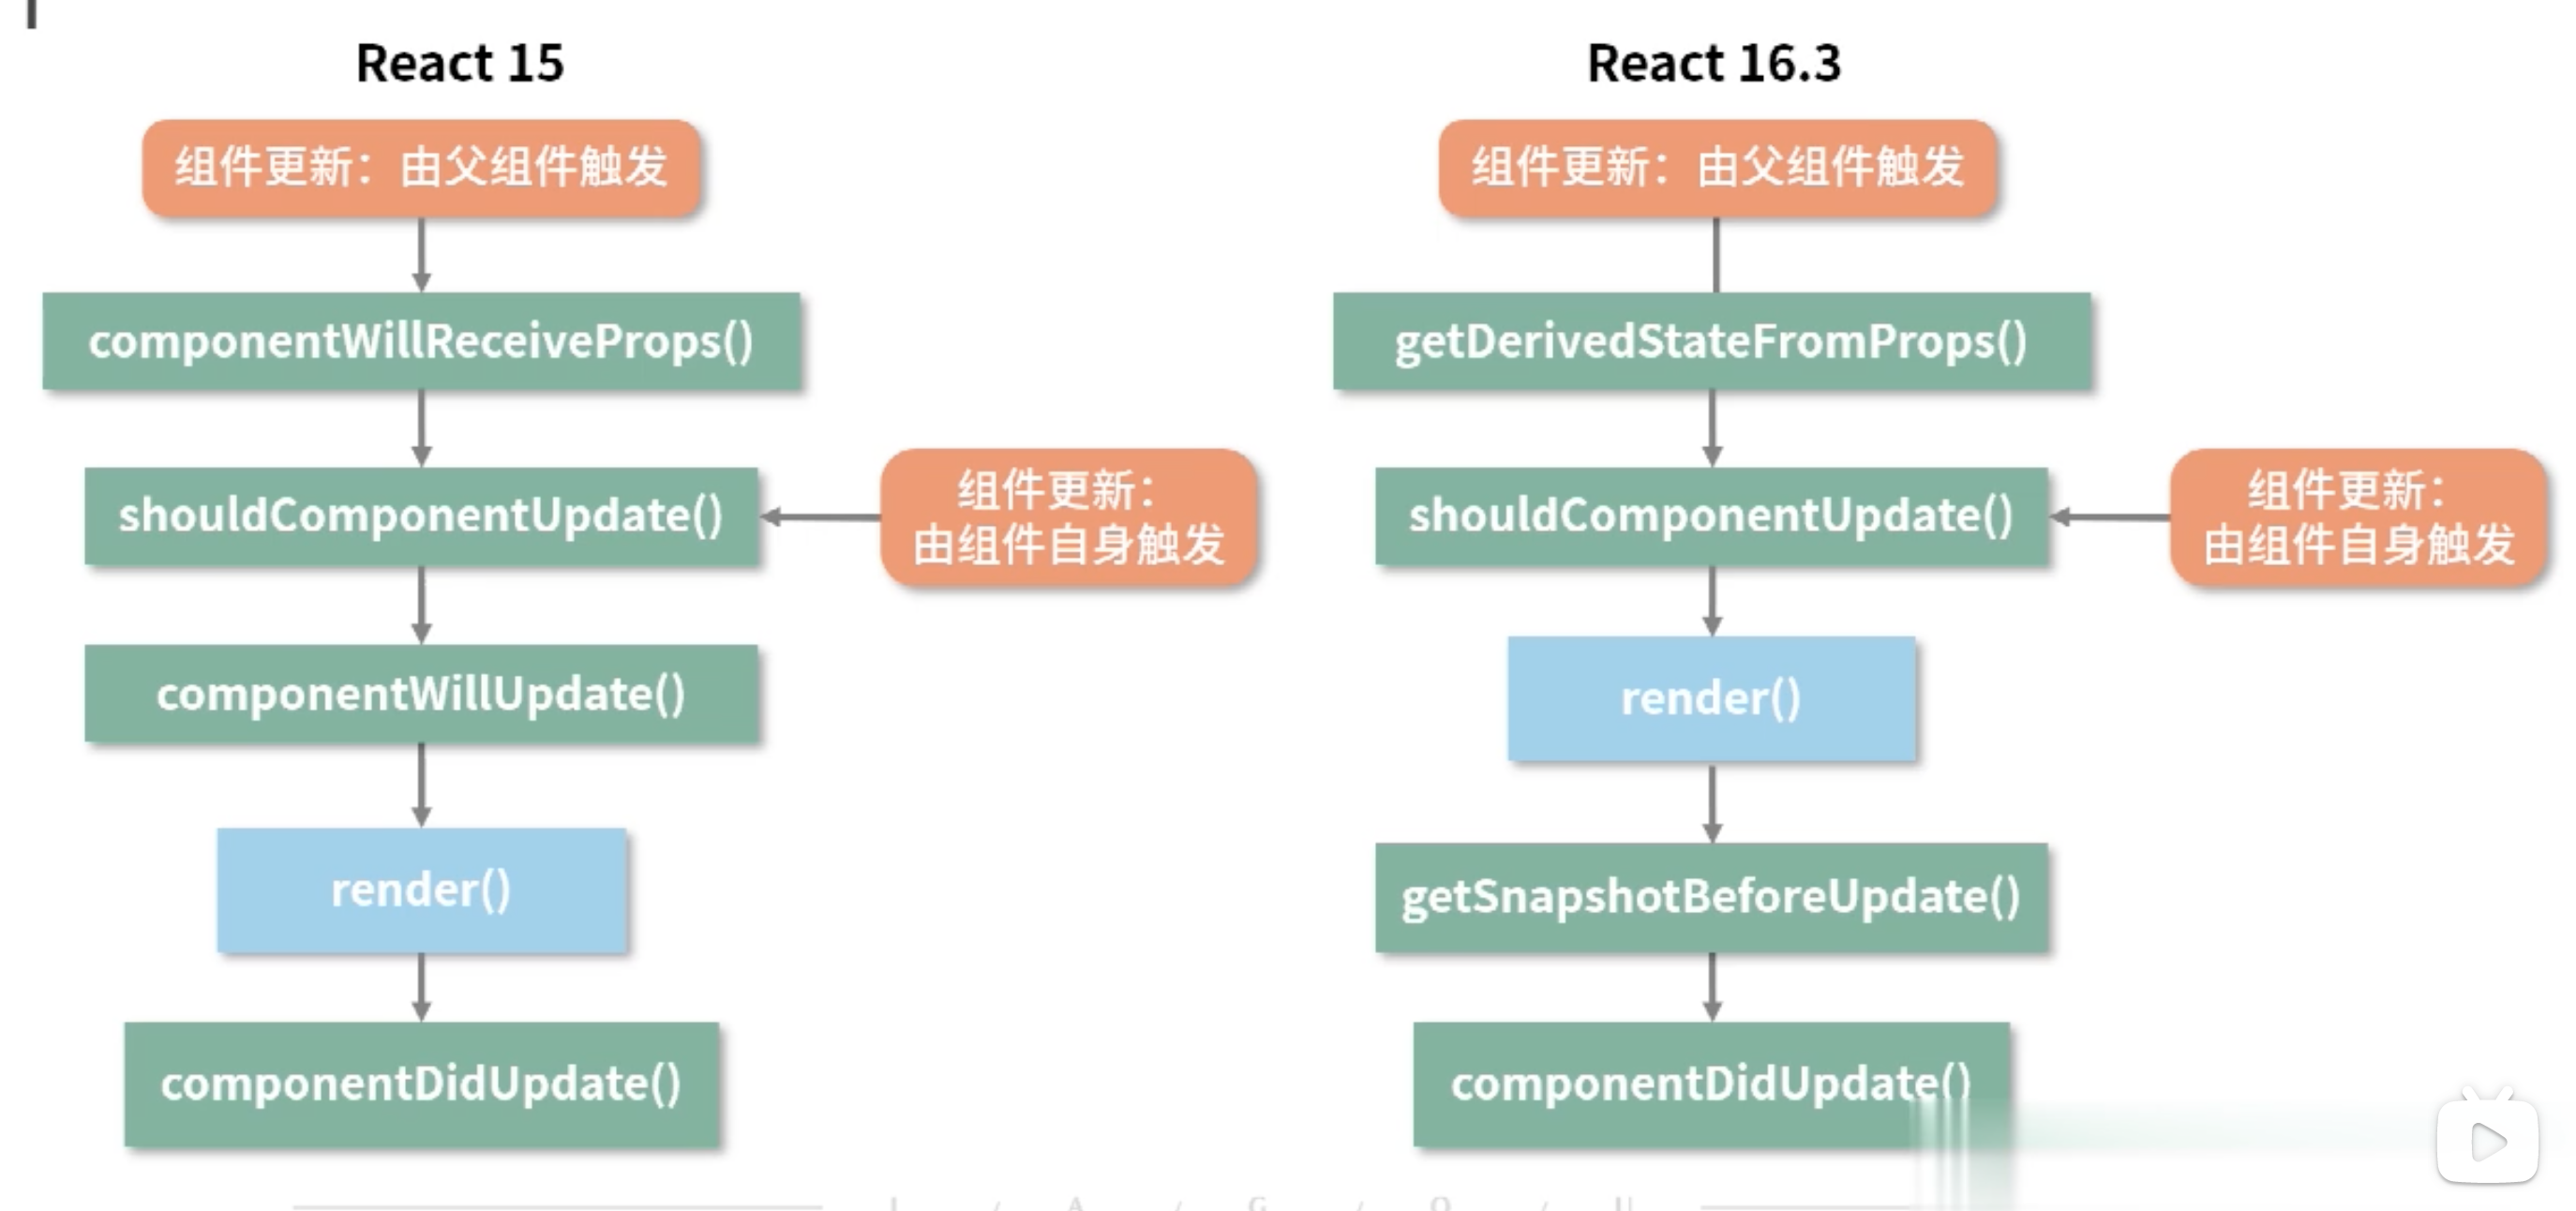 React 15
组件更新：由父组件触发
componentWillReceiveProps()
shouldComponentUpdate()
组件更新：
由组件自身触发
componentWillUpdate()
render()
componentDidUpdate()
React 16.3
组件更新：由父组件触发
getDerivedStateFromProps()
shouldComponentUpdate()
组件更新：
由组件自身触发
render()
getSnapshotBeforeUpdate()
componentDidUpdate()